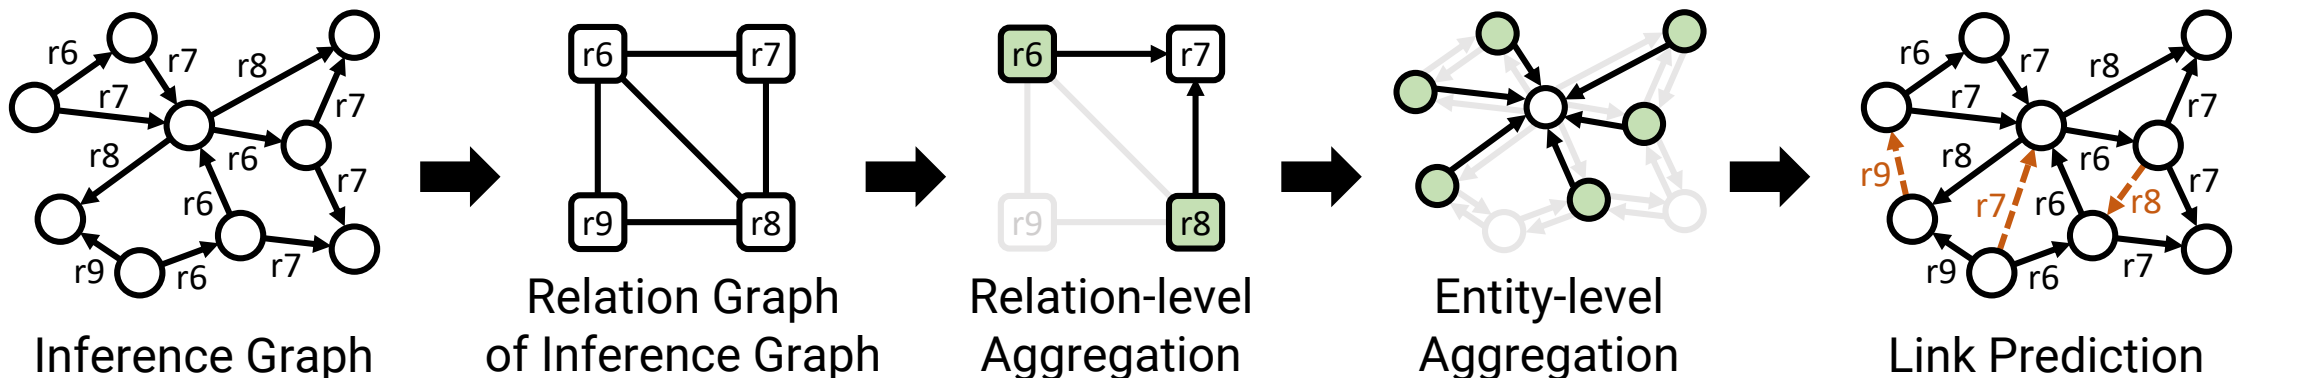 r6
r7
r8
r7
r7
r8
r6
r7
r6
r9
r6
r7
Inference Graph
r6
r7
r9
r8
Relation Graph
of Inference Graph
r6
r7
r9
r8
Relation-level
Aggregation
Entity-level
Aggregation
r6
r7
r8
r7
r7
r8
r6
r9
r7
r7
r6
r8
r9
r6
r7
Link Prediction